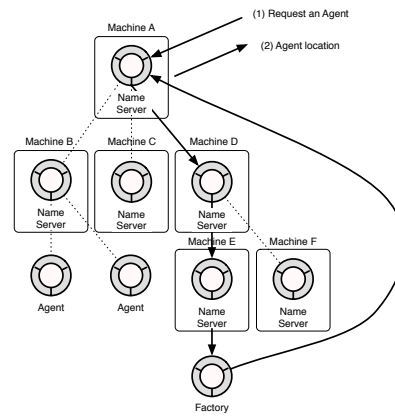 (1) Request an Agent
Machine A
(2) Agent location
Name
Server
Machine B
Machine C
Machine D
Name
Server
Name
Server
Name
Server
Machine E
Machine F
Agent
Agent
Name
Server
Name
Server
Factory